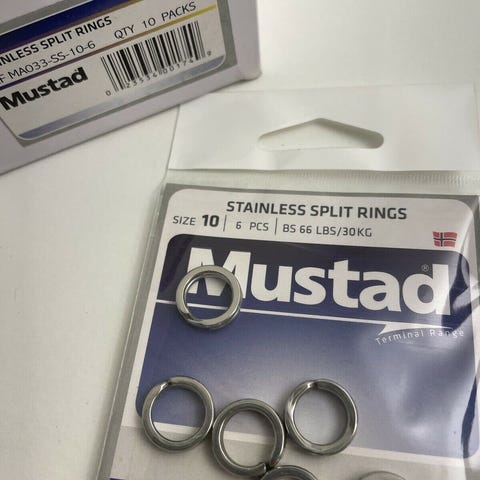 INLESS SPLIT RINGS
F MA033-SS-10-6 QTY 10 PACKS
Mustad
STAINLESS SPLIT RINGS
SIZE 10 | 6 PCS | BS 66 LBS/30KG
Mustad®
Terminal Range